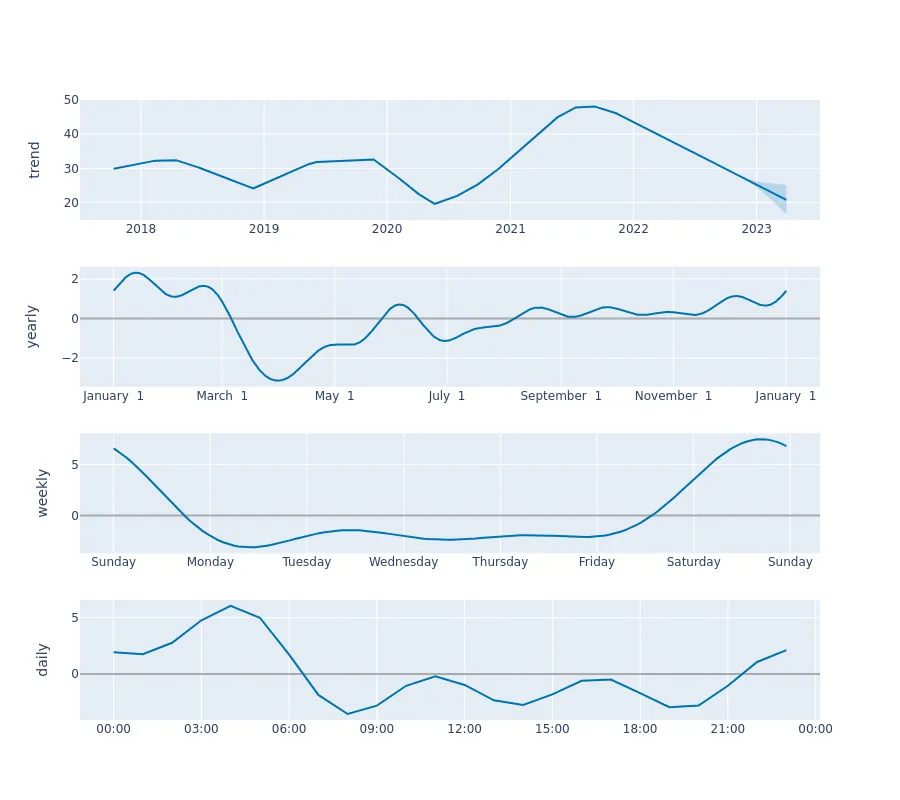 trend
50
40
30
20
2018 2019 2020 2021 2022 2023
yearly
2
0
−2
January 1 March 1 May 1 July 1 September 1 November 1 January 1
weekly
5
0
Sunday Monday Tuesday Wednesday Thursday Friday Saturday Sunday
daily
5
0
00:00 03:00 06:00 09:00 12:00 15:00 18:00 21:00 00:00